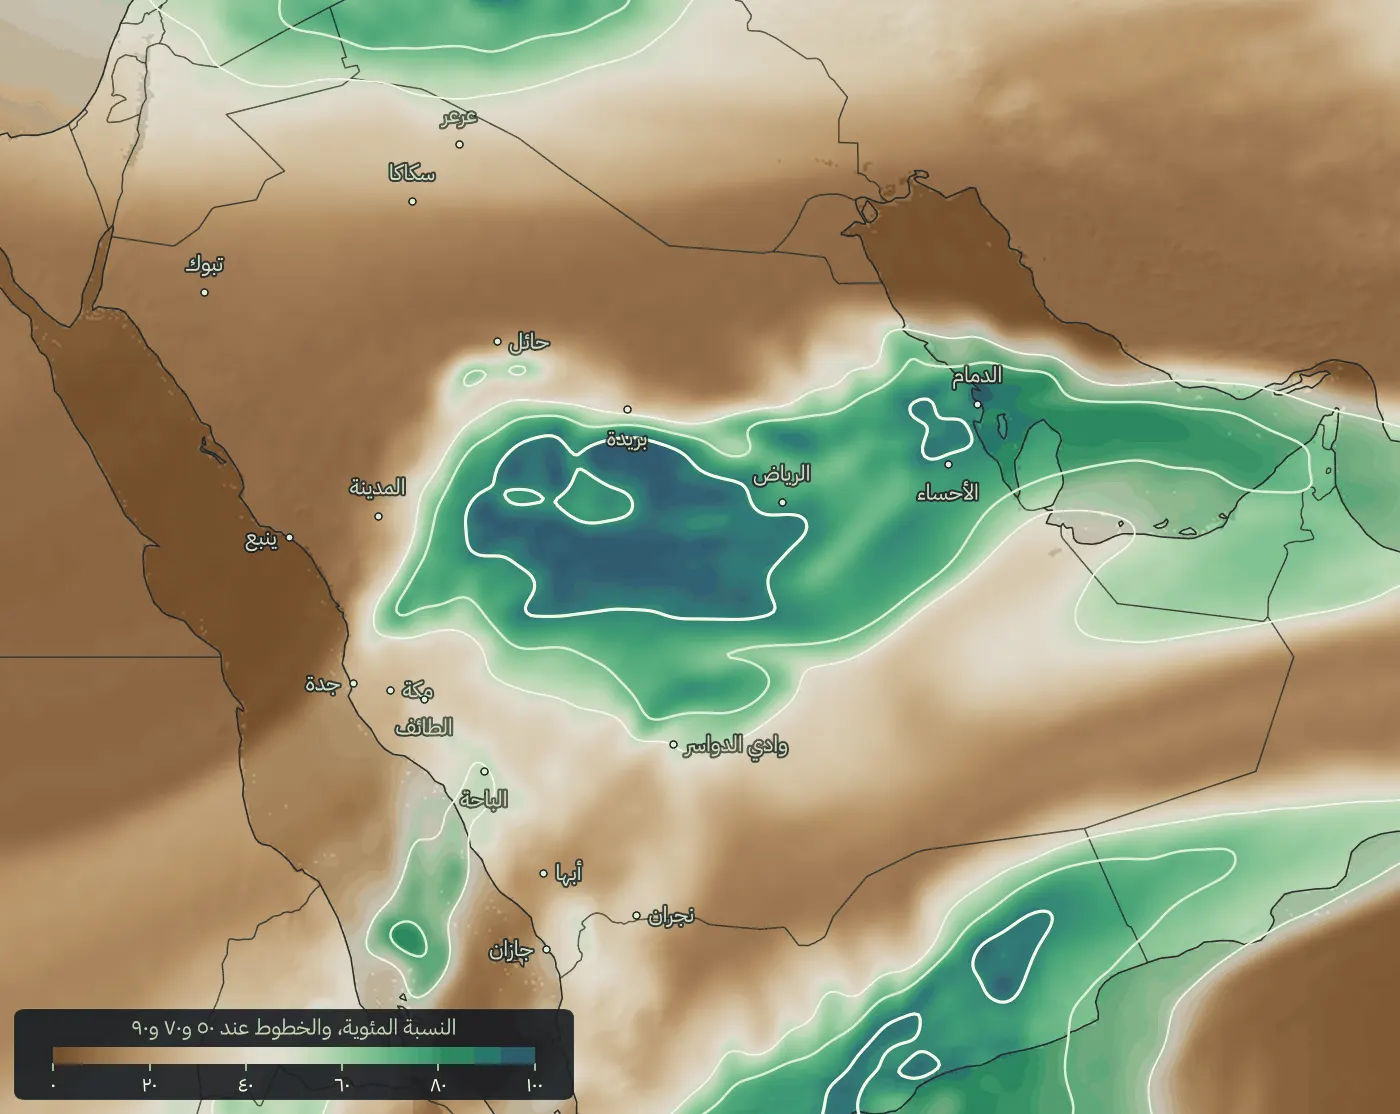 عرعر
سكاكا
تبوك
حائل
الدمام
بريدة
الرياض
المدينة
الأحساء
ينبع
جدة
مكة
الطائف
وادي الدواسر
الباحة
أبها
نجران
جازان
النسبة المئوية، والخطوط عند ٥٠ و٧٠ و٩٠
٠ ٢٠ ٤٠ ٦٠ ٨٠ ١٠٠